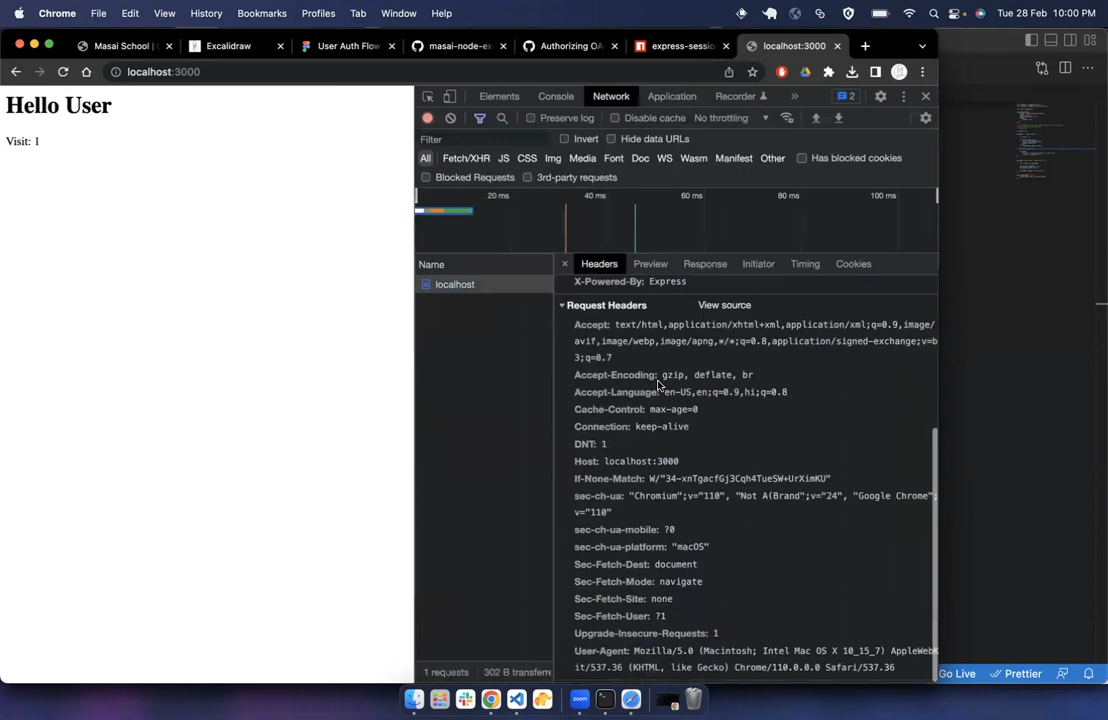 Chrome File Edit View History Bookmarks Profiles Tab Window Help Tue 28 Feb 10:00 PM
Masai School | Excalidraw User Auth Flow masai-node-ex Authorizing OA express-sessio localhost:3000
localhost:3000
Hello User
Visit: 1
Elements Console Network Application Recorder 2
Preserve log Disable cache No throttling
Filter Invert Hide data URLs
All Fetch/XHR JS CSS Img Media Font Doc WS Wasm Manifest Other Has blocked cookies
Blocked Requests 3rd-party requests
20 ms 40 ms 60 ms 80 ms 100 ms
Name Headers Preview Response Initiator Timing Cookies
localhost
X-Powered-By: Express
Request Headers View source
Accept: text/html,application/xhtml+xml,application/xml;q=0.9,image/
avif,image/webp,image/apng,*/*;q=0.8,application/signed-exchange;v=b
3;q=0.7
Accept-Encoding: gzip, deflate, br
Accept-Language: en-US,en;q=0.9,hi;q=0.8
Cache-Control: max-age=0
Connection: keep-alive
DNT: 1
Host: localhost:3000
If-None-Match: W/"34-xnTgacfGj3Cqh4TueSW+UrXimKU"
sec-ch-ua: "Chromium";v="110", "Not A(Brand";v="24", "Google Chrome";
v="110"
sec-ch-ua-mobile: ?0
sec-ch-ua-platform: "macOS"
Sec-Fetch-Dest: document
Sec-Fetch-Mode: navigate
Sec-Fetch-Site: none
Sec-Fetch-User: ?1
Upgrade-Insecure-Requests: 1
User-Agent: Mozilla/5.0 (Macintosh; Intel Mac OS X 10_15_7) AppleWebK
it/537.36 (KHTML, like Gecko) Chrome/110.0.0.0 Safari/537.36
1 requests 302 B transferre
Go Live Prettier
zoom